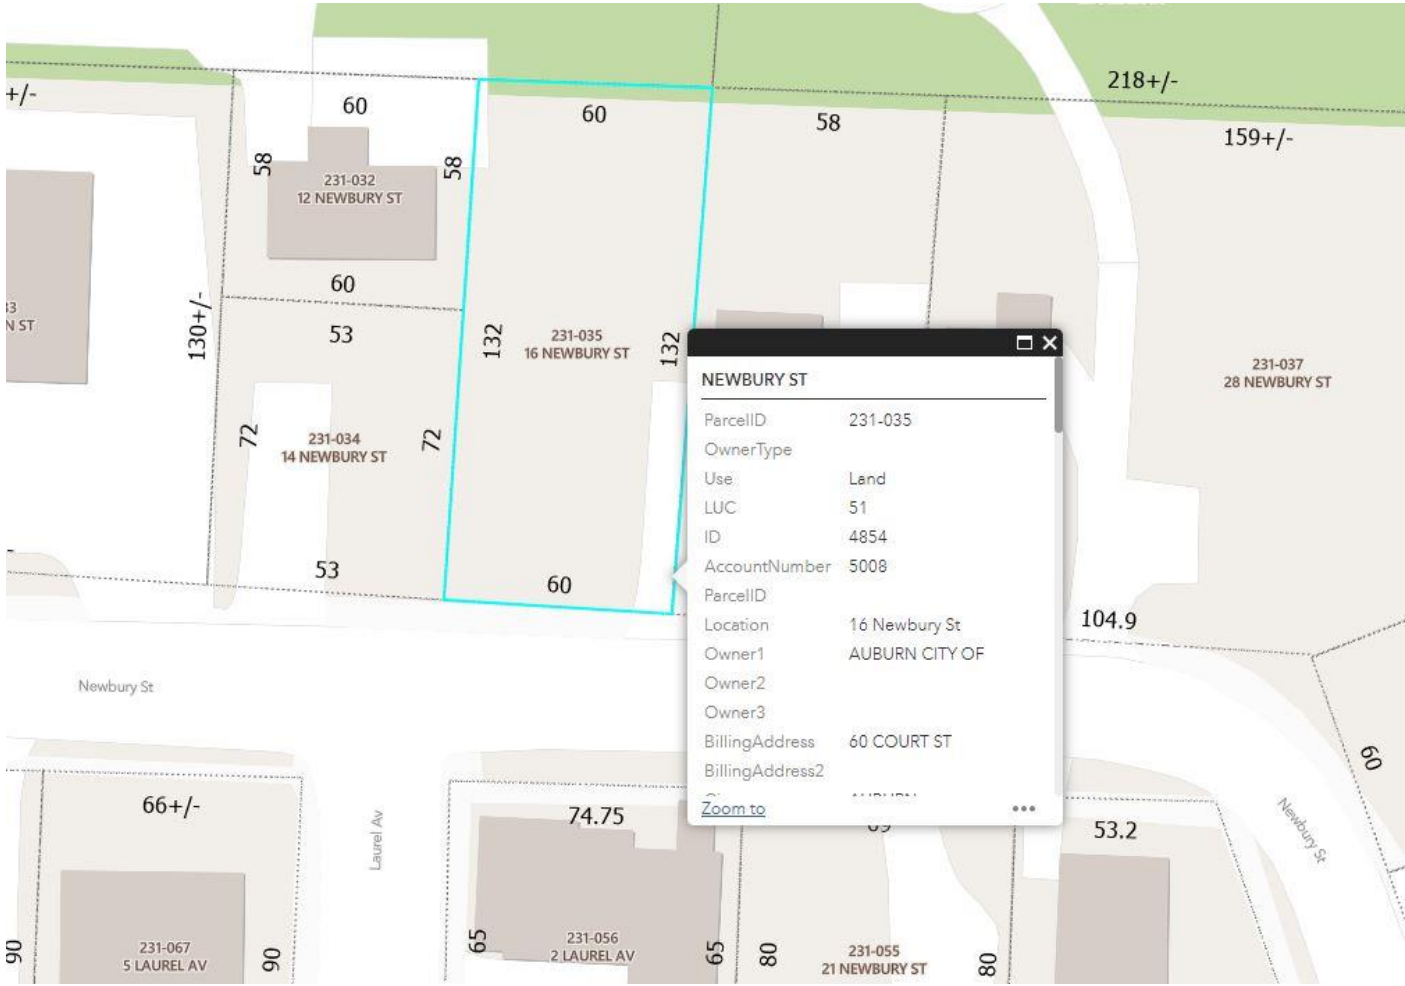 218+/-
+/-
60
60
58
159+/-
58
58
231-032
12 NEWBURY ST
60
130+/-
53
132
231-035
16 NEWBURY ST
132
231-037
28 NEWBURY ST
N ST
72
231-034
14 NEWBURY ST
72
53
60
104.9
NEWBURY ST
ParcelID 231-035
OwnerType
Use Land
LUC 51
ID 4854
AccountNumber 5008
ParcelID
Location 16 Newbury St
Owner1 AUBURN CITY OF
Owner2
Owner3
BillingAddress 60 COURT ST
BillingAddress2
Zoom to
Newbury St
60
66+/-
Laurel Av
74.75
53.2
Newbury St
90
231-067
5 LAUREL AV
90
65
231-056
2 LAUREL AV
65
80
231-055
21 NEWBURY ST
80